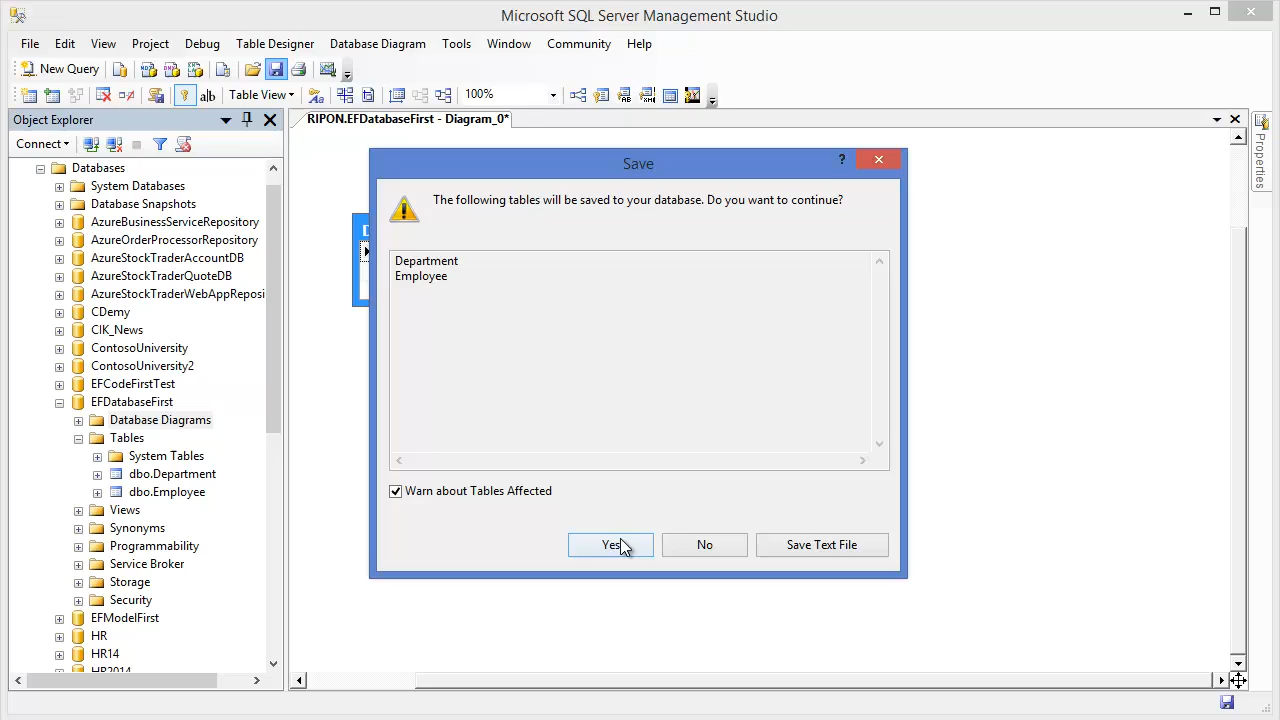 Microsoft SQL Server Management Studio
File Edit View Project Debug Table Designer Database Diagram Tools Window Community Help
New Query
Table View 100%
Object Explorer
RIPON.EFDatabaseFirst - Diagram_0*
Connect
Properties
Databases
System Databases
Database Snapshots
AzureBusinessServiceRepository
AzureOrderProcessorRepository
AzureStockTraderAccountDB
AzureStockTraderQuoteDB
AzureStockTraderWebAppReposi
CDemy
CIK_News
ContosoUniversity
ContosoUniversity2
EFCodeFirstTest
EFDatabaseFirst
Database Diagrams
Tables
System Tables
dbo.Department
dbo.Employee
Views
Synonyms
Programmability
Service Broker
Storage
Security
EFModelFirst
HR
HR14
HR2014
Save
The following tables will be saved to your database. Do you want to continue?
Department
Employee
Warn about Tables Affected
Yes No Save Text File